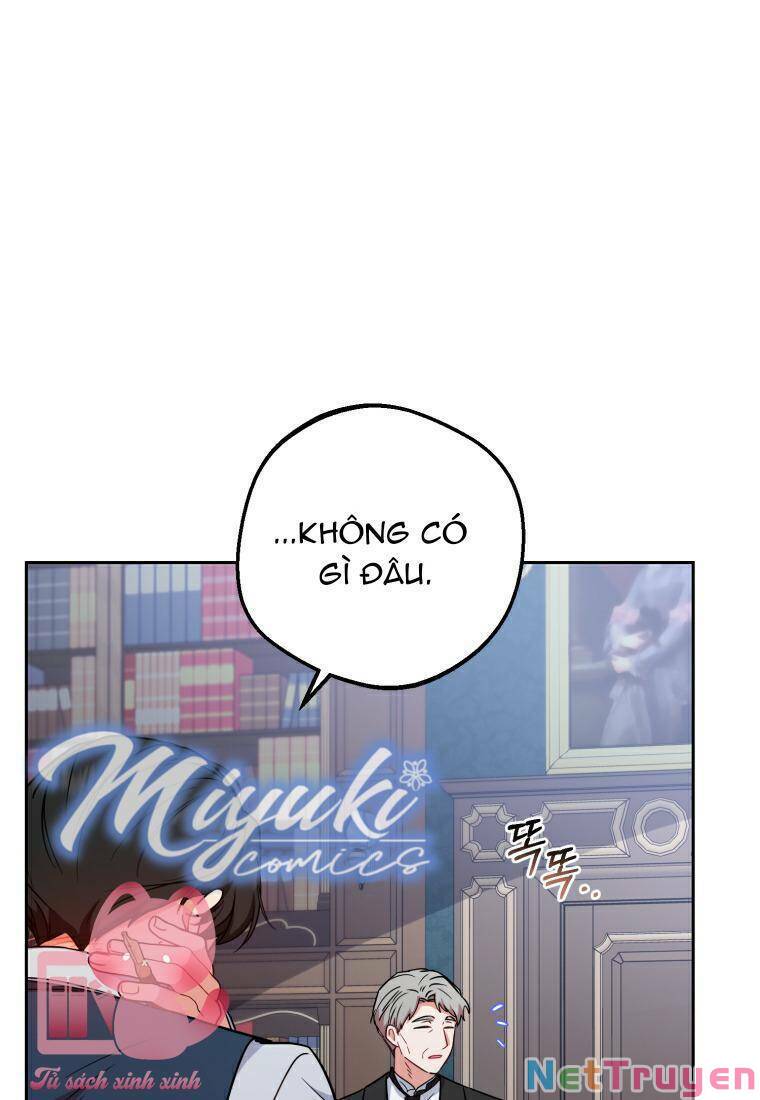 ...KHÔNG CÓ
GÌ ĐÂU.
Miyuki
comics
똑
똑..
Tủ sách xinh xinh
NetTruyen